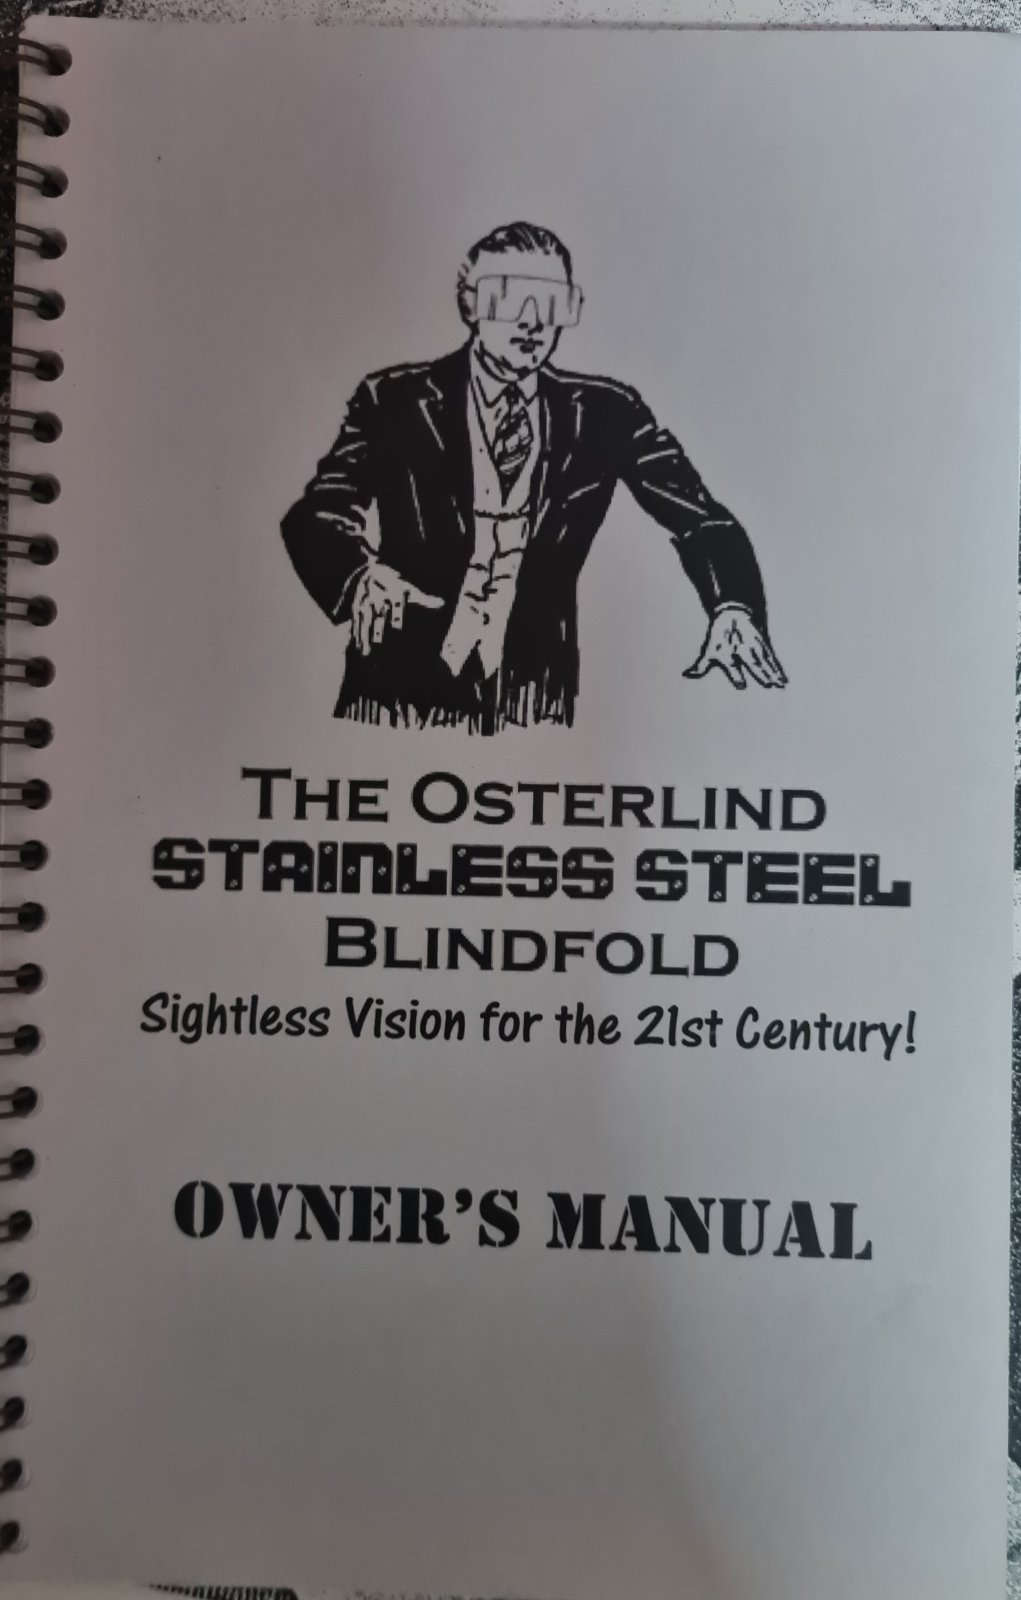 THE OSTERLIND
STAINLESS STEEL
BLINDFOLD
Sightless Vision for the 21st Century!
OWNER'S MANUAL